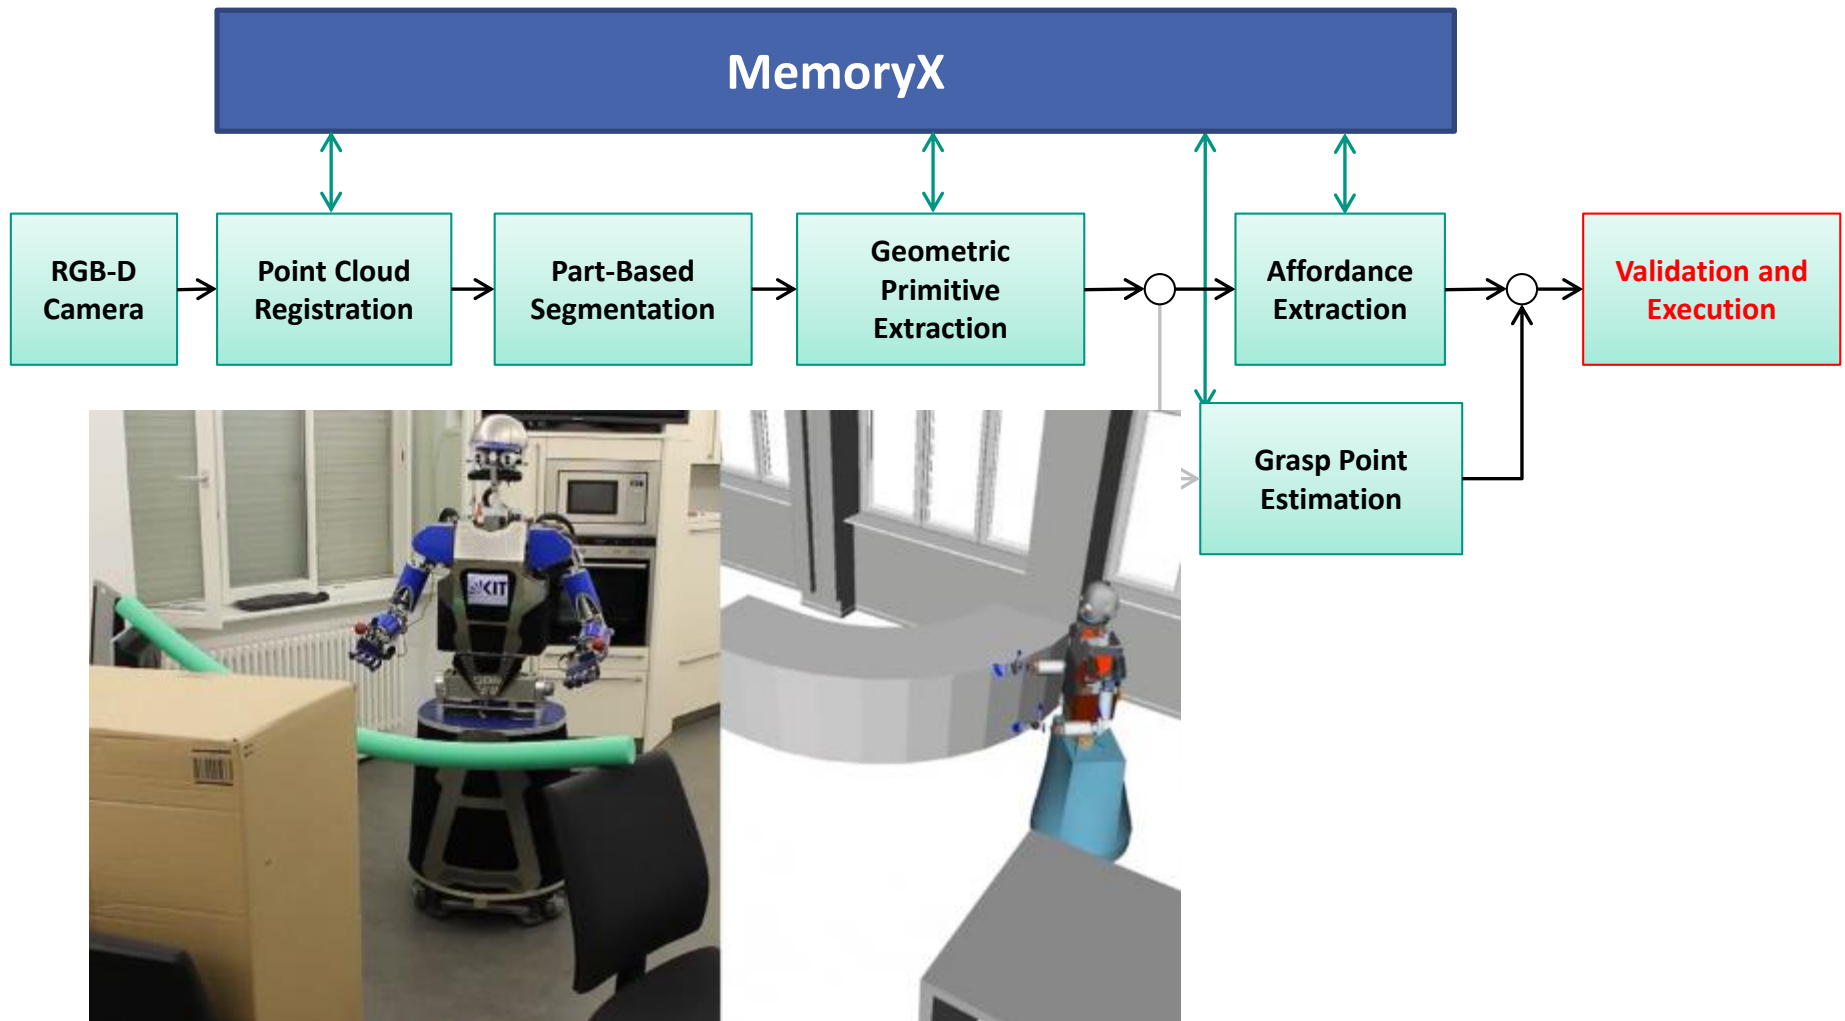 MemoryX
RGB-D
Camera
Point Cloud
Registration
Part-Based
Segmentation
Geometric
Primitive
Extraction
Affordance
Extraction
Validation and
Execution
Grasp Point
Estimation
KIT